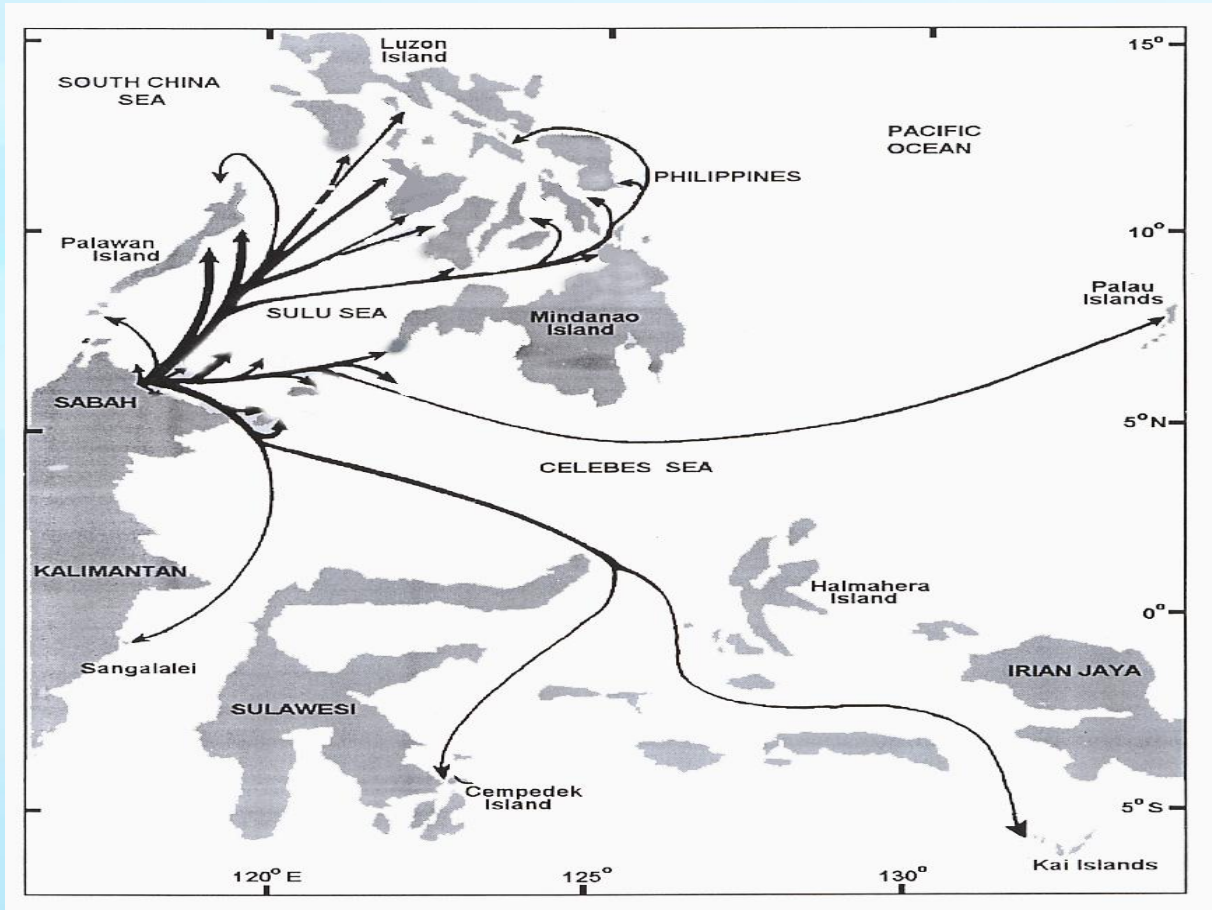 Luzon
Island
15°
SOUTH CHINA
SEA
PACIFIC
OCEAN
PHILIPPINES
10°
Palawan
Island
Palau
Islands
SULU SEA
Mindanao
Island
SABAH
5°N
CELEBES SEA
KALIMANTAN
Halmahera
Island
0°
Sangalalei
IRIAN JAYA
SULAWESI
Cempedek
Island
5°S
Kai Islands
120°E
125°
130°